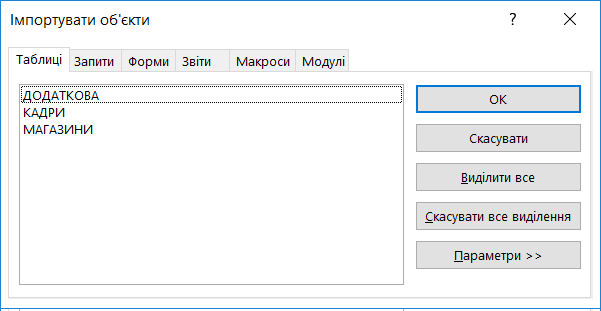 Імпортувати об'єкти
?
Таблиці Запити Форми Звіти Макроси Модулі
ДОДАТКОВА
КАДРИ
МАГАЗИНИ
ОК
Скасувати
Виділити все
Скасувати все виділення
Параметри >>